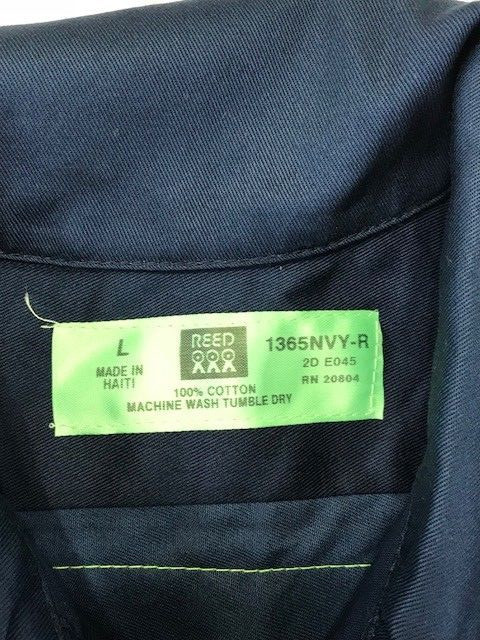 L
MADE IN
HAITI
REED
100% COTTON
MACHINE WASH TUMBLE DRY
1365NVY-R
2D E045
RN 20804